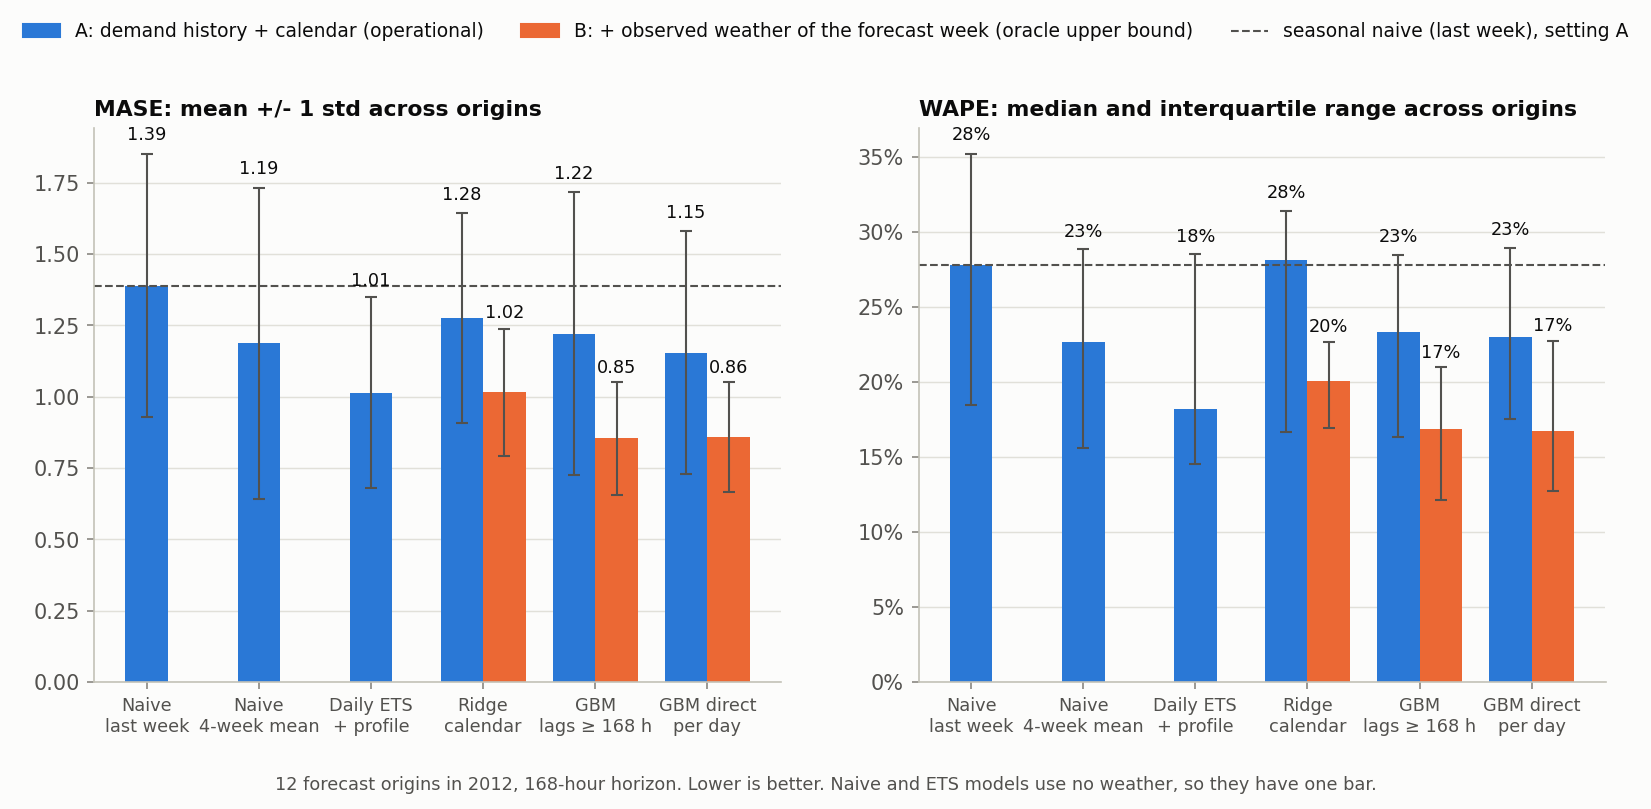 A: demand history + calendar (operational)
B: + observed weather of the forecast week (oracle upper bound)
seasonal naive (last week), setting A
MASE: mean +/- 1 std across origins
1.39
1.19
1.01
1.28
1.02
1.22
0.85
1.15
0.86
1.75
1.50
1.25
1.00
0.75
0.50
0.25
0.00
Naive
last week
Naive
4-week mean
Daily ETS
+ profile
Ridge
calendar
GBM
lags ≥ 168 h
GBM direct
per day
WAPE: median and interquartile range across origins
28%
23%
18%
28%
20%
23%
17%
23%
17%
35%
30%
25%
20%
15%
10%
5%
0%
Naive
last week
Naive
4-week mean
Daily ETS
+ profile
Ridge
calendar
GBM
lags ≥ 168 h
GBM direct
per day
12 forecast origins in 2012, 168-hour horizon. Lower is better. Naive and ETS models use no weather, so they have one bar.